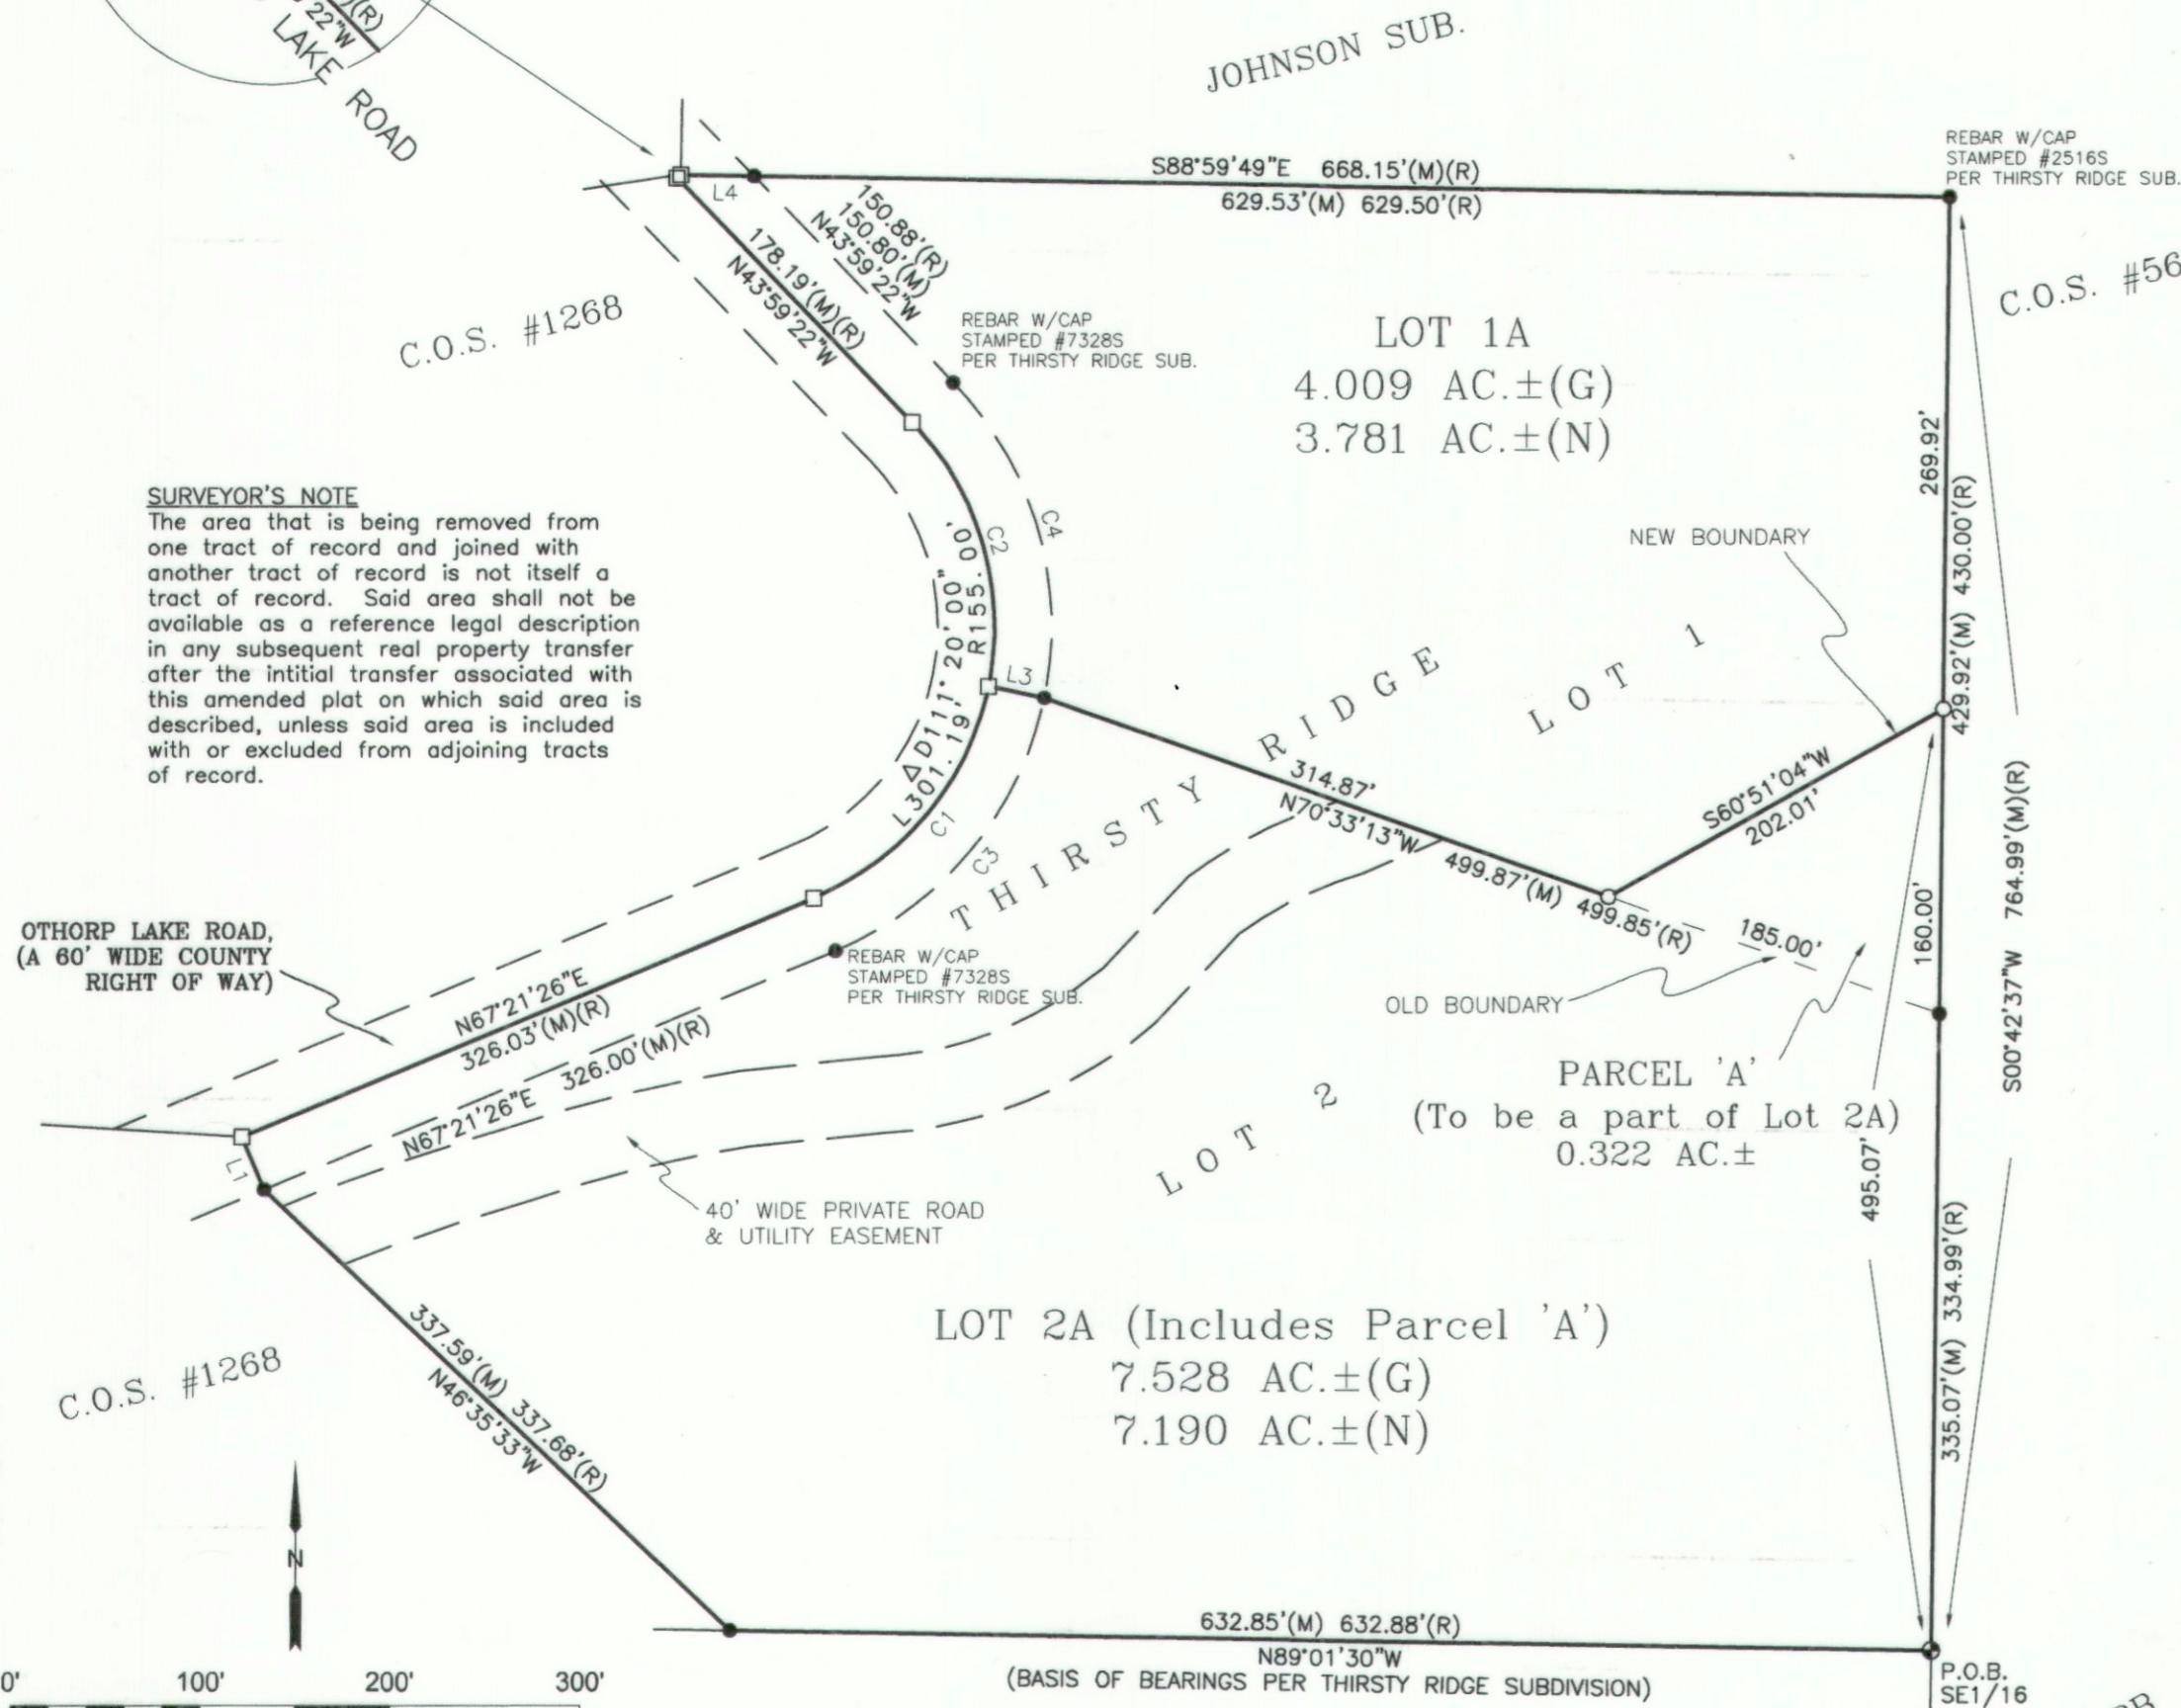 )(R)
'22"W
LAKE ROAD
JOHNSON SUB.
REBAR W/CAP
STAMPED #2516S
PER THIRSTY RIDGE SUB.
S88°59'49"E 668.15'(M)(R)
629.53'(M) 629.50'(R)
L4
150.88'(R)
150.80'(M)
N43°59'22"W
178.19'(M)(R)
N43°59'22"W
C.O.S. #56
C.O.S. #1268
REBAR W/CAP
STAMPED #7328S
PER THIRSTY RIDGE SUB.
LOT 1A
4.009 AC.±(G)
3.781 AC.±(N)
269.92'
429.92'(M) 430.00'(R)
SURVEYOR'S NOTE
The area that is being removed from
one tract of record and joined with
another tract of record is not itself a
tract of record. Said area shall not be
available as a reference legal description
in any subsequent real property transfer
after the intitial transfer associated with
this amended plat on which said area is
described, unless said area is included
with or excluded from adjoining tracts
of record.
C2
C4
ΔD111°20'00"
R155.00'
L301.19'
L3
C1
C3
NEW BOUNDARY
THIRSTY RIDGE
LOT 1
314.87'
N70°33'13"W
499.87'(M) 499.85'(R)
S60°51'04"W
202.01'
185.00'
160.00'
S00°42'37"W 764.99'(M)(R)
OTHORP LAKE ROAD,
(A 60' WIDE COUNTY
RIGHT OF WAY)
REBAR W/CAP
STAMPED #7328S
PER THIRSTY RIDGE SUB.
OLD BOUNDARY
N67°21'26"E
326.03'(M)(R)
N67°21'26"E 326.00'(M)(R)
PARCEL 'A'
(To be a part of Lot 2A)
0.322 AC.±
LOT 2
L1
40' WIDE PRIVATE ROAD
& UTILITY EASEMENT
495.07'
335.07'(M) 334.99'(R)
LOT 2A (Includes Parcel 'A')
7.528 AC.±(G)
7.190 AC.±(N)
C.O.S. #1268
337.59'(M) 337.68'(R)
N46°35'33"W
N
632.85'(M) 632.88'(R)
N89°01'30"W
(BASIS OF BEARINGS PER THIRSTY RIDGE SUBDIVISION)
P.O.B.
SE1/16
0' 100' 200' 300'